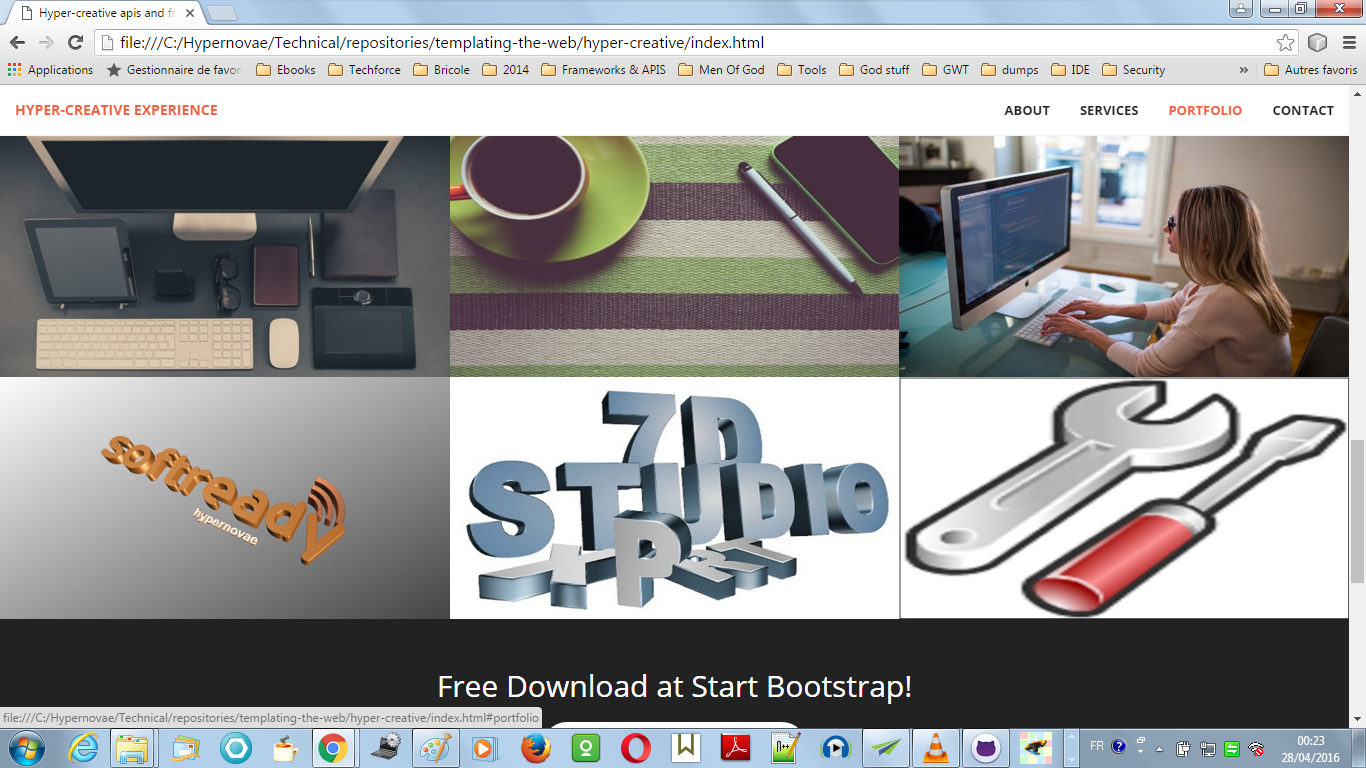 Hyper-creative apis and fr
file:///C:/Hypernovae/Technical/repositories/templating-the-web/hyper-creative/index.html
Applications Gestionnaire de favori Ebooks Techforce Bricole 2014 Frameworks & APIS Men Of God Tools God stuff GWT dumps IDE Security » Autres favoris
HYPER-CREATIVE EXPERIENCE ABOUT SERVICES PORTFOLIO CONTACT
softready
hypernovae
7D
STUDIO
XPRT
Free Download at Start Bootstrap!
file:///C:/Hypernovae/Technical/repositories/templating-the-web/hyper-creative/index.html#portfolio
FR 00:23
28/04/2016